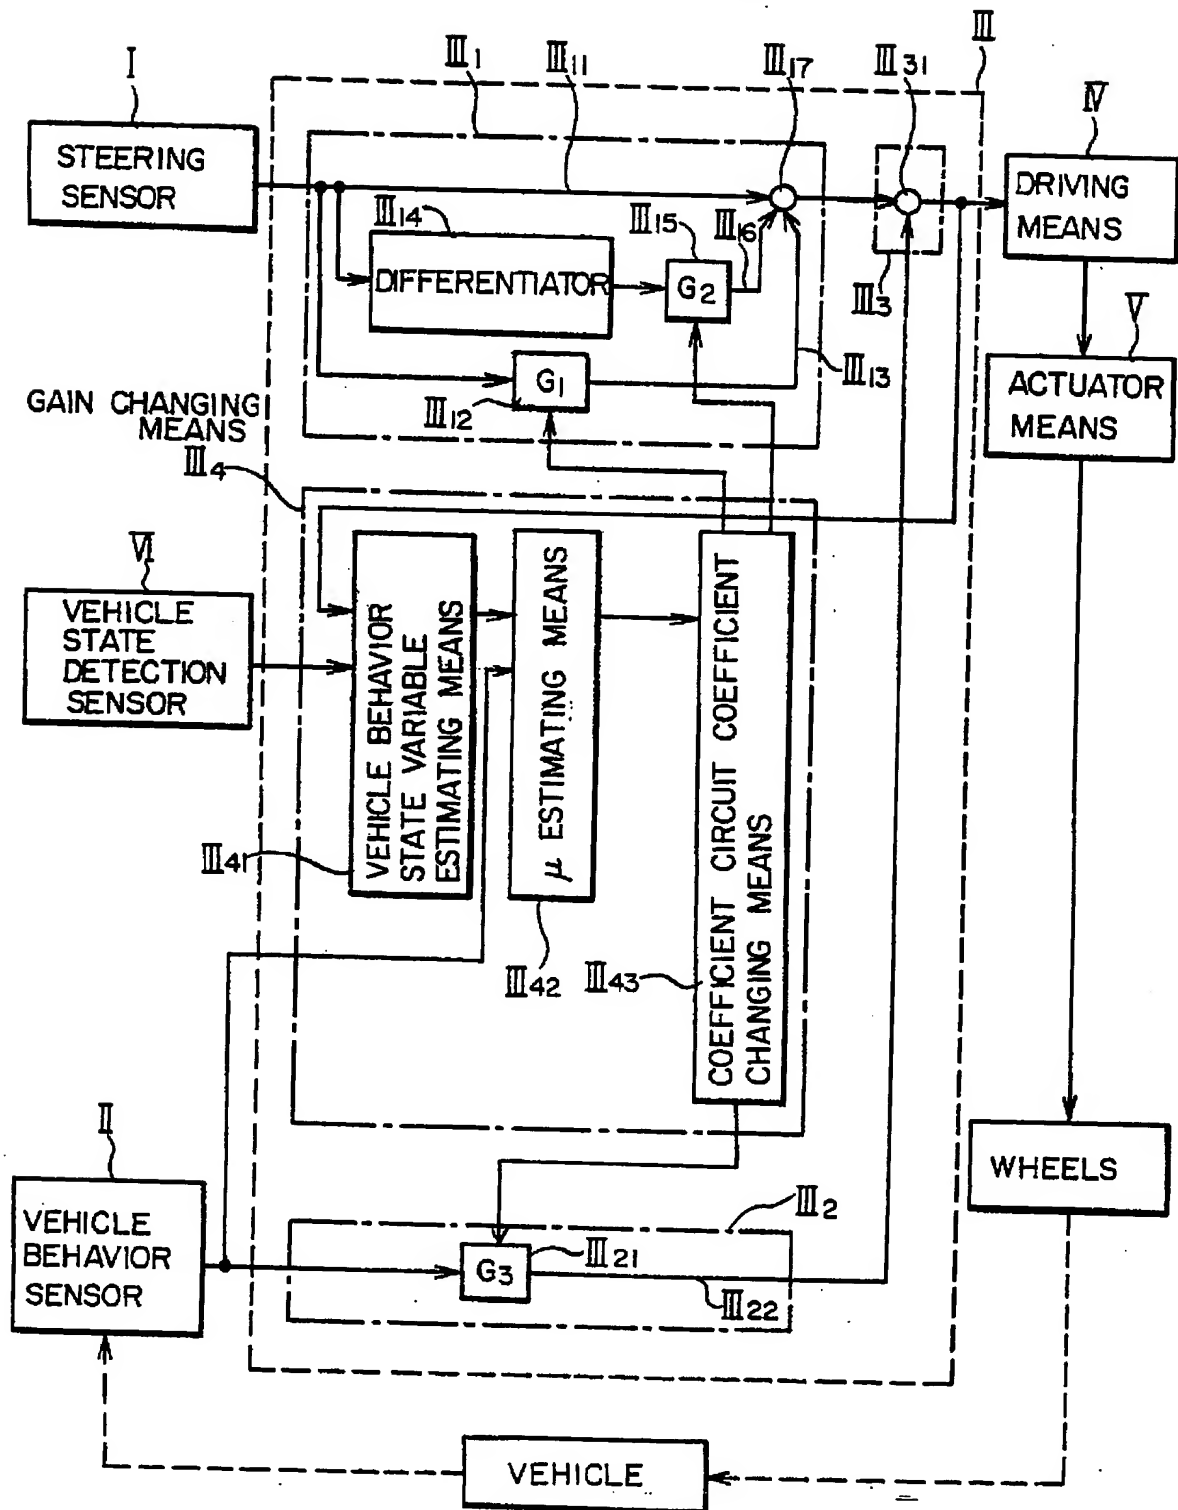 I
III1
III11
III17
III31
III
IV
STEERING
SENSOR
DRIVING
MEANS
III14
III15
III16
DIFFERENTIATOR
G2
III3
V
III13
G1
III12
ACTUATOR
MEANS
GAIN CHANGING
MEANS
III4
VI
VEHICLE
STATE
DETECTION
SENSOR
VEHICLE BEHAVIOR
STATE VARIABLE
ESTIMATING MEANS
μ ESTIMATING MEANS
COEFFICIENT CIRCUIT COEFFICIENT
CHANGING MEANS
III41
III42
III43
II
WHEELS
VEHICLE
BEHAVIOR
SENSOR
III2
G3
III21
III22
VEHICLE